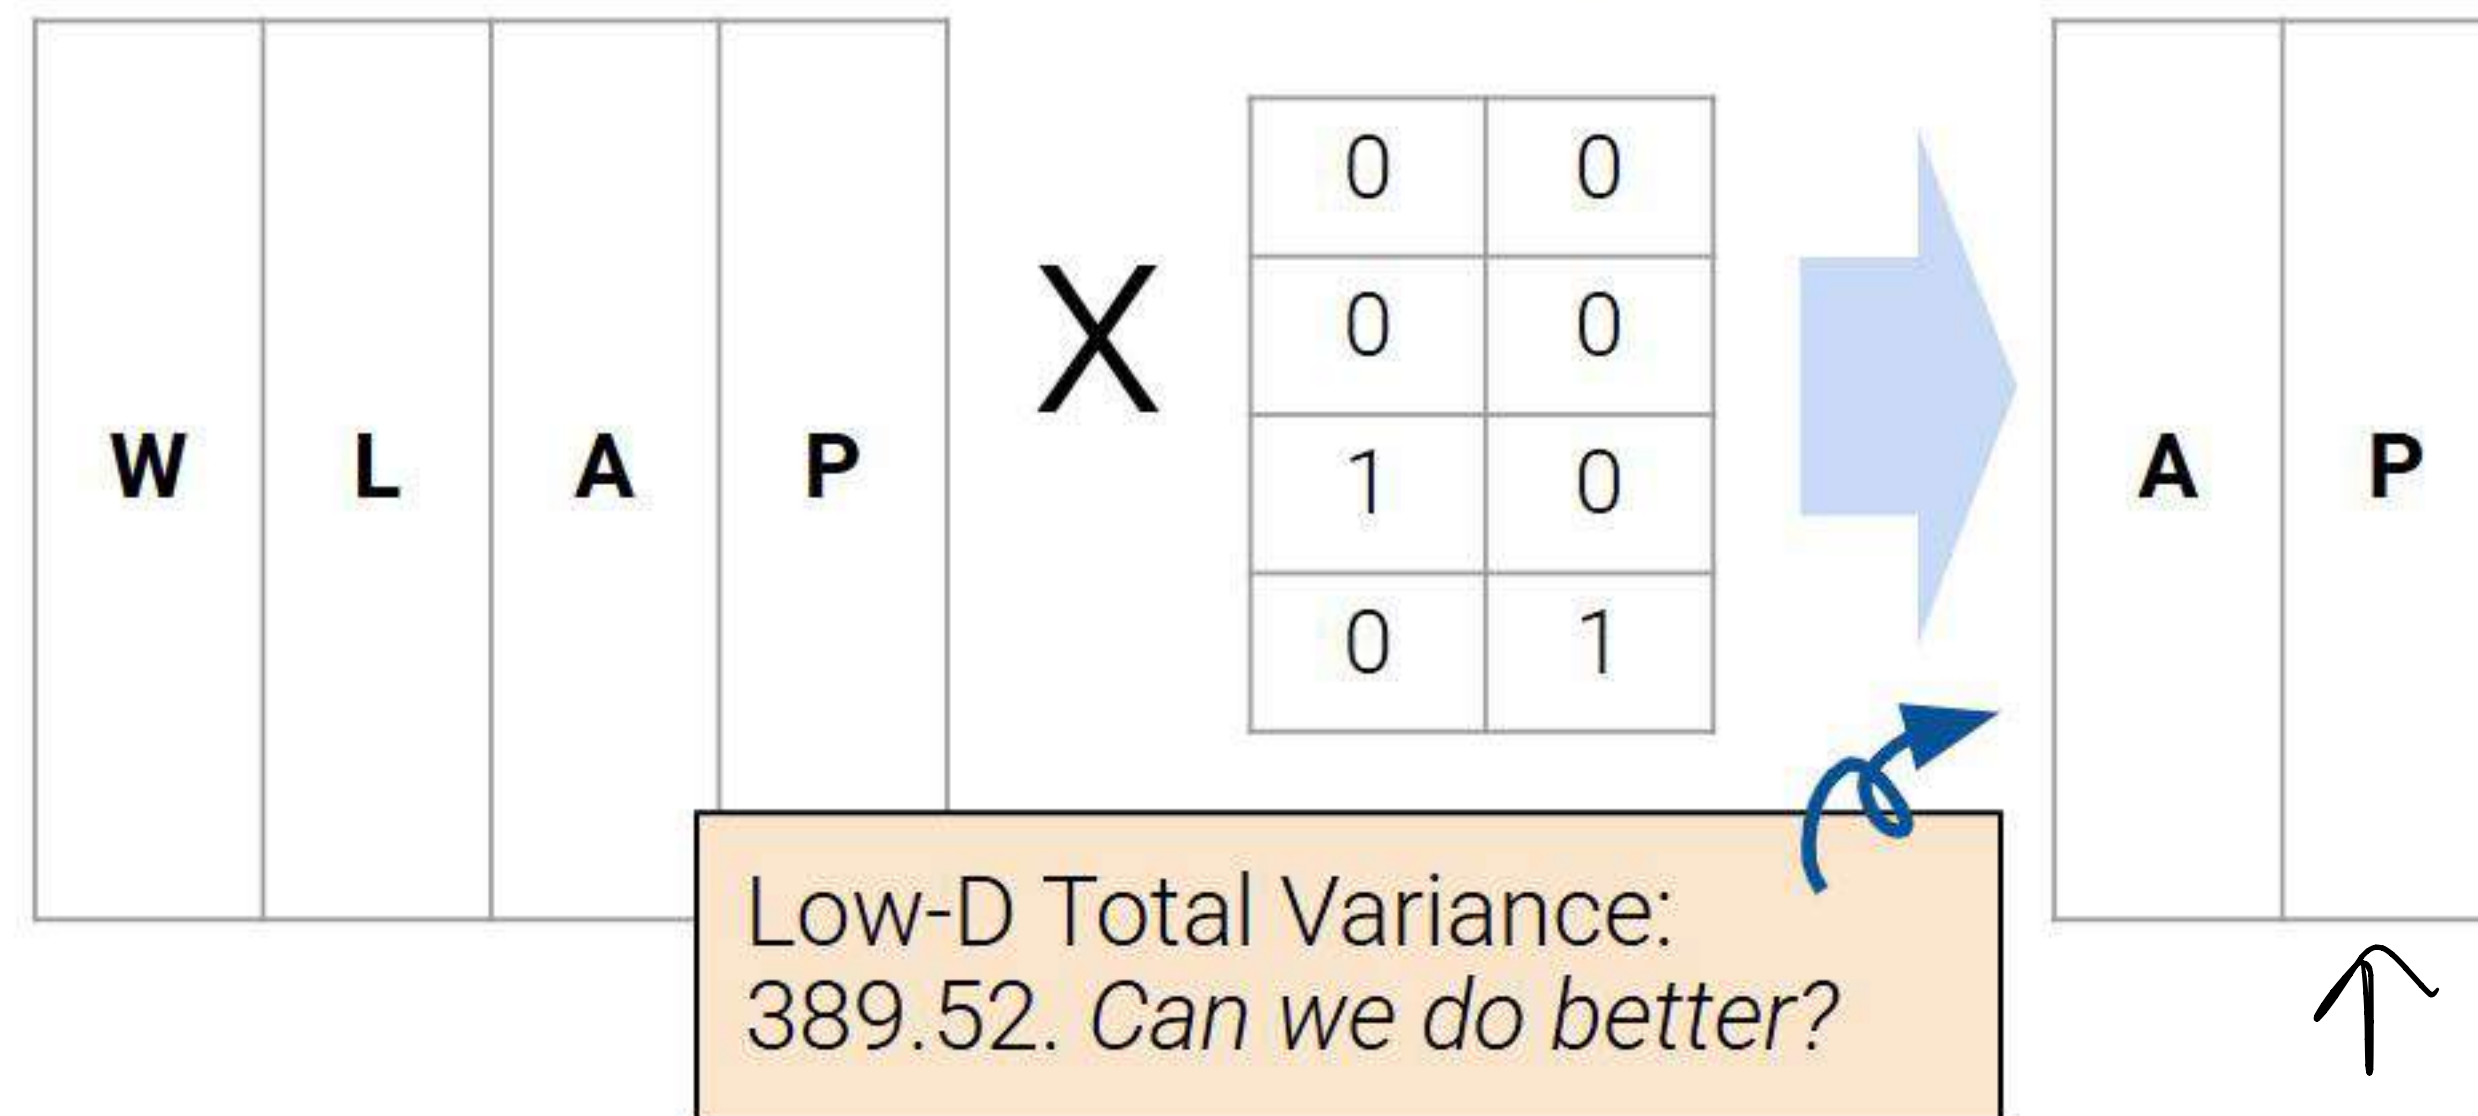 W L A P
X
0 0
0 0
1 0
0 1
A P
Low-D Total Variance:
389.52. Can we do better?